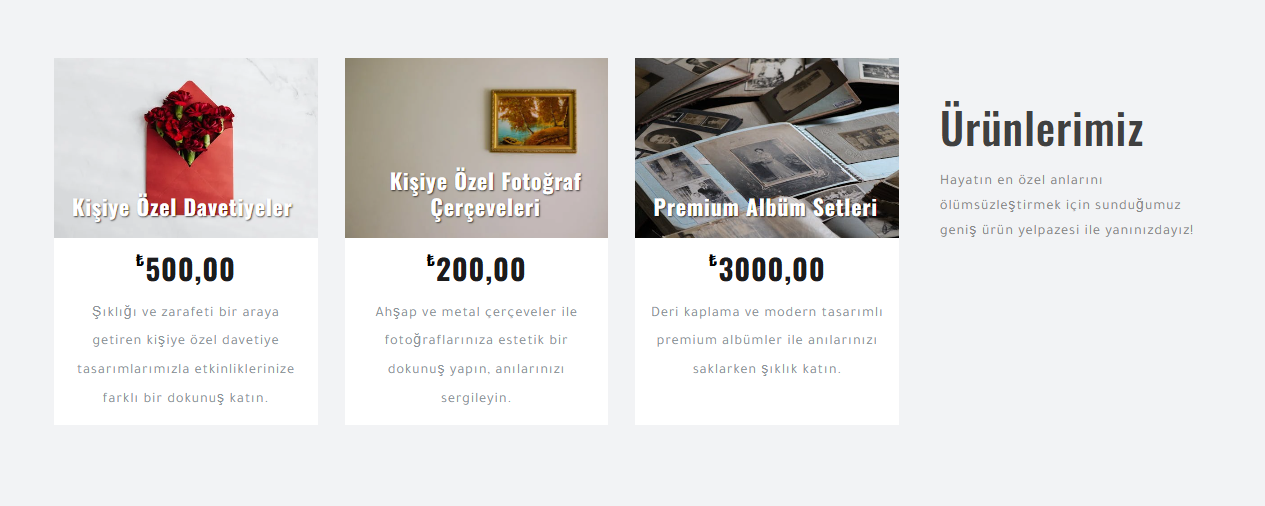 Kişiye Özel Davetiyeler
₺500,00
Şıklığı ve zarafeti bir araya
getiren kişiye özel davetiye
tasarımlarımızla etkinliklerinize
farklı bir dokunuş katın.
Kişiye Özel Fotoğraf
Çerçeveleri
₺200,00
Ahşap ve metal çerçeveler ile
fotoğraflarınıza estetik bir
dokunuş yapın, anılarınızı
sergileyin.
Premium Albüm Setleri
₺3000,00
Deri kaplama ve modern tasarımlı
premium albümler ile anılarınızı
saklarken şıklık katın.
Ürünlerimiz
Hayatın en özel anlarını
ölümsüzleştirmek için sunduğumuz
geniş ürün yelpazesi ile yanınızdayız!